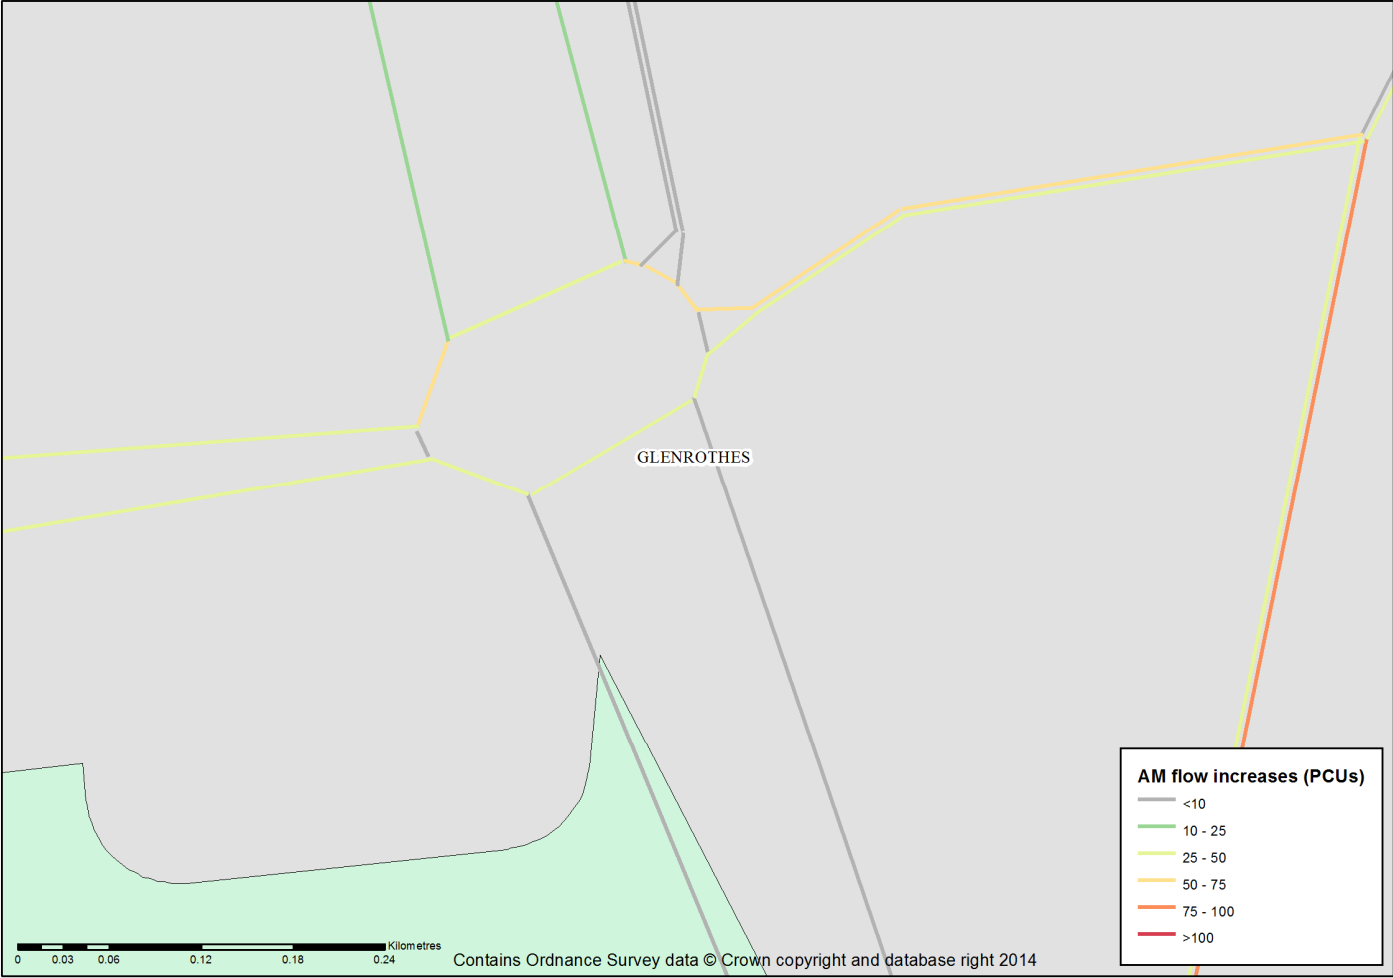 GLENROTHES
AM flow increases (PCUs)
<10
10 - 25
25 - 50
50 - 75
75 - 100
>100
Kilometres
0 0.03 0.06 0.12 0.18 0.24
Contains Ordnance Survey data © Crown copyright and database right 2014